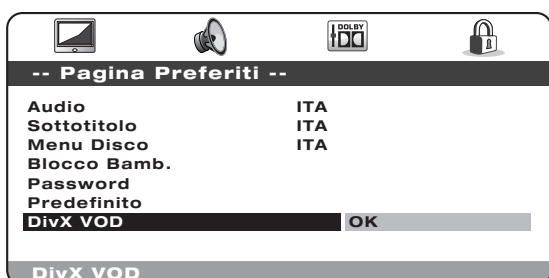 DOLBY
-- Pagina Preferiti --
Audio ITA
Sottotitolo ITA
Menu Disco ITA
Blocco Bamb.
Password
Predefinito
DivX VOD OK
DivX VOD